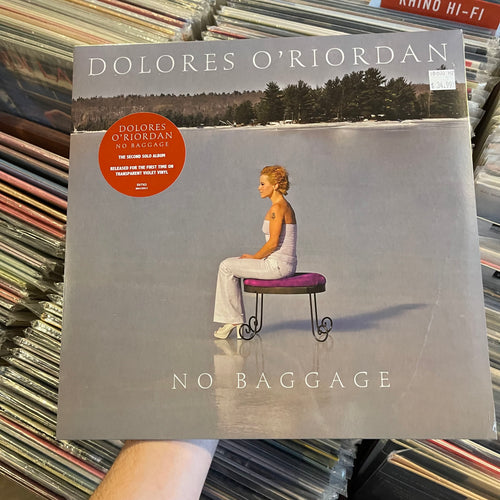 RHINO HI-FI
DOLORES O'RIORDAN
DOLORES
O'RIORDAN
NO BAGGAGE
THE SECOND SOLO ALBUM
RELEASED FOR THE FIRST TIME ON
TRANSPARENT VIOLET VINYL
NO BAGGAGE